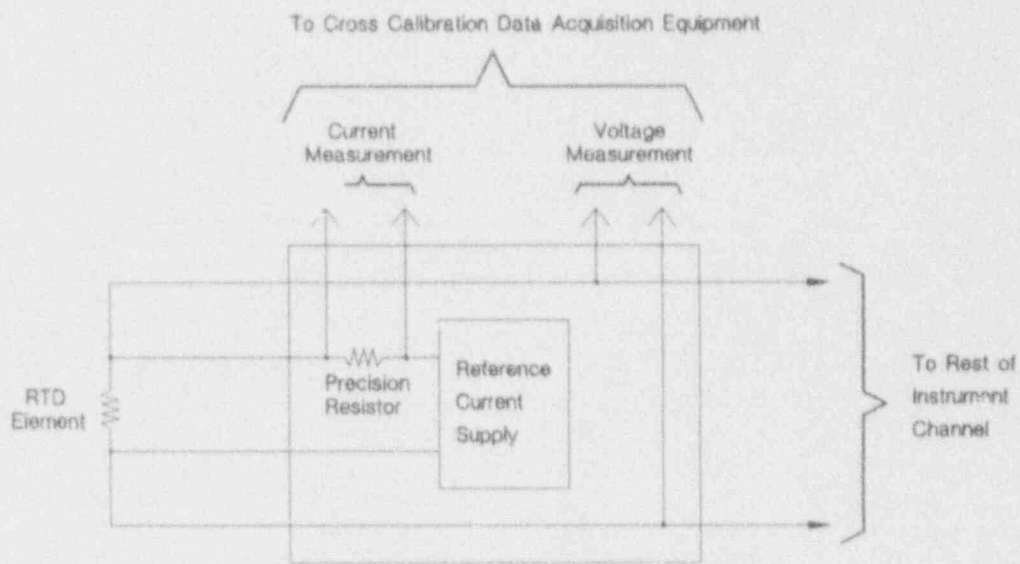 To Cross Calibration Data Acquisition Equipment
Current
Measurement
Voltage
Measurement
RTD
Element
Precision
Resistor
Reference
Current
Supply
To Rest of
Instrument
Channel